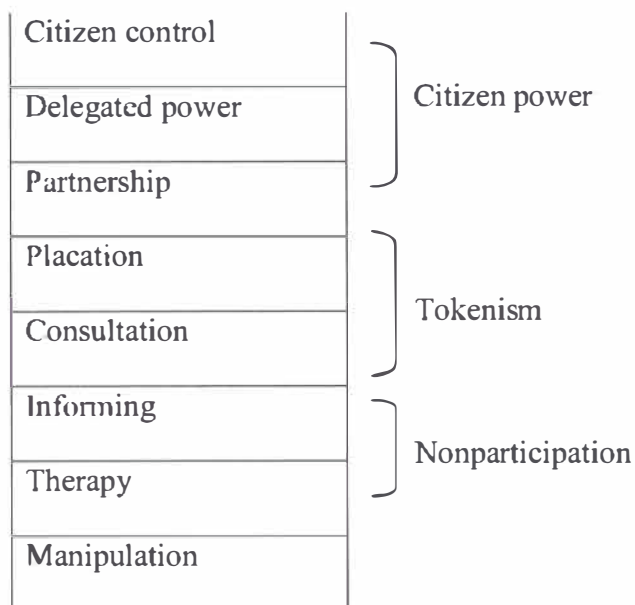 Citizen control
Delegated power
Citizen power
Partnership
Placation
Tokenism
Consultation
Informing
Nonparticipation
Therapy
Manipulation